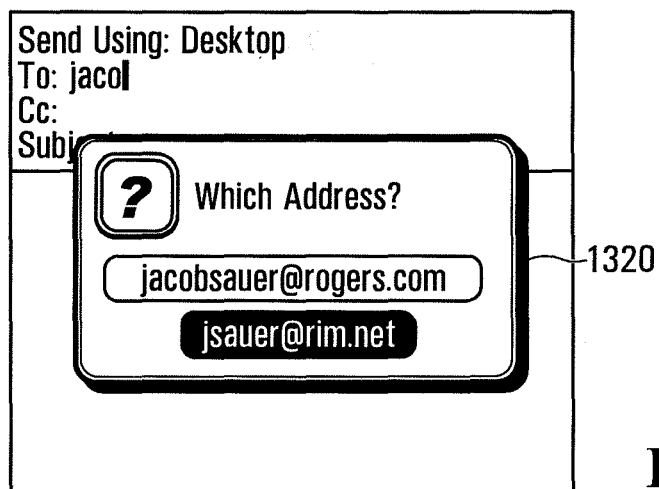 Send Using: Desktop
To: jaco
Cc:
Subj
?
Which Address?
jacobsauer@rogers.com
jsauer@rim.net
1320